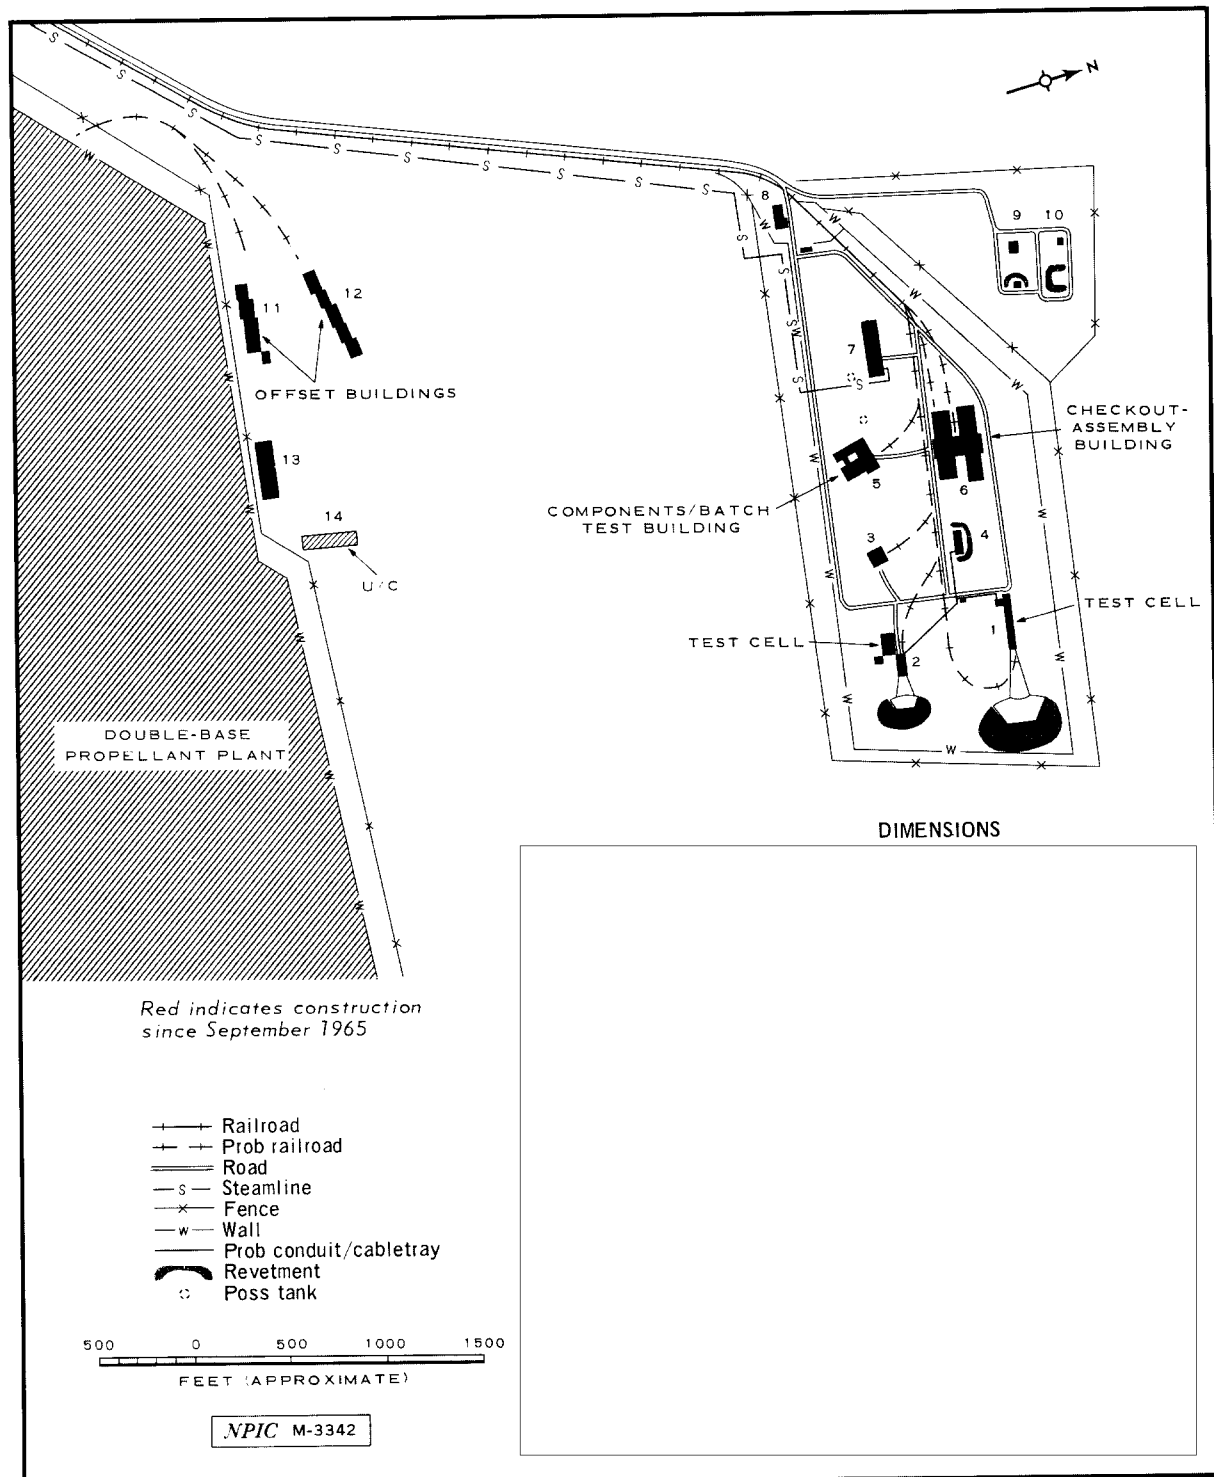 N
8
9 10
11
12
7
OFFSET BUILDINGS
CHECKOUT-
ASSEMBLY
BUILDING
13
5
6
COMPONENTS/BATCH
TEST BUILDING
14
3
4
U/C
TEST CELL
1
TEST CELL
2
DOUBLE-BASE
PROPELLANT PLANT
DIMENSIONS
Red indicates construction
since September 1965
Railroad
Prob railroad
Road
S Steamline
Fence
W Wall
Prob conduit/cabletray
Revetment
Poss tank
500 0 500 1000 1500
FEET (APPROXIMATE)
NPIC M-3342